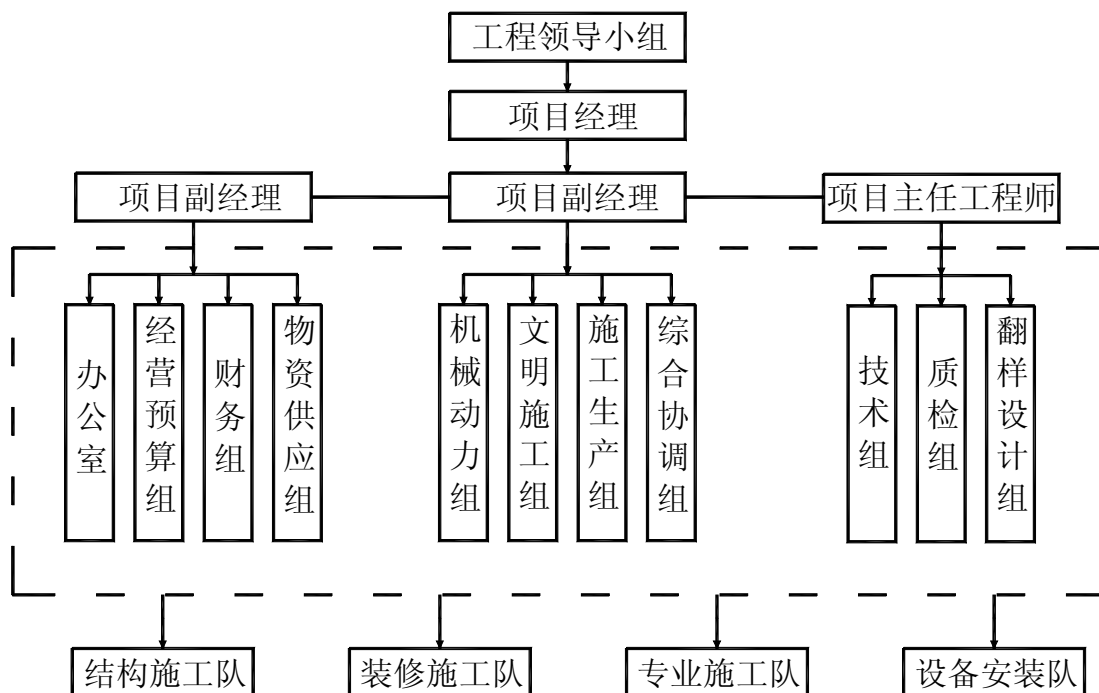 工程领导小组
项目经理
项目副经理
项目副经理
项目主任工程师
办公室
经营预算组
财务组
物资供应组
机械动力组
文明施工组
施工生产组
综合协调组
技术组
质检组
翻样设计组
结构施工队
装修施工队
专业施工队
设备安装队